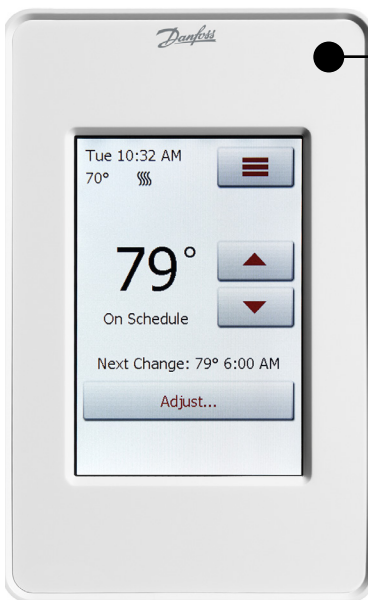 Danfoss
Tue 10:32 AM
70°
79°
On Schedule
Next Change: 79° 6:00 AM
Adjust...